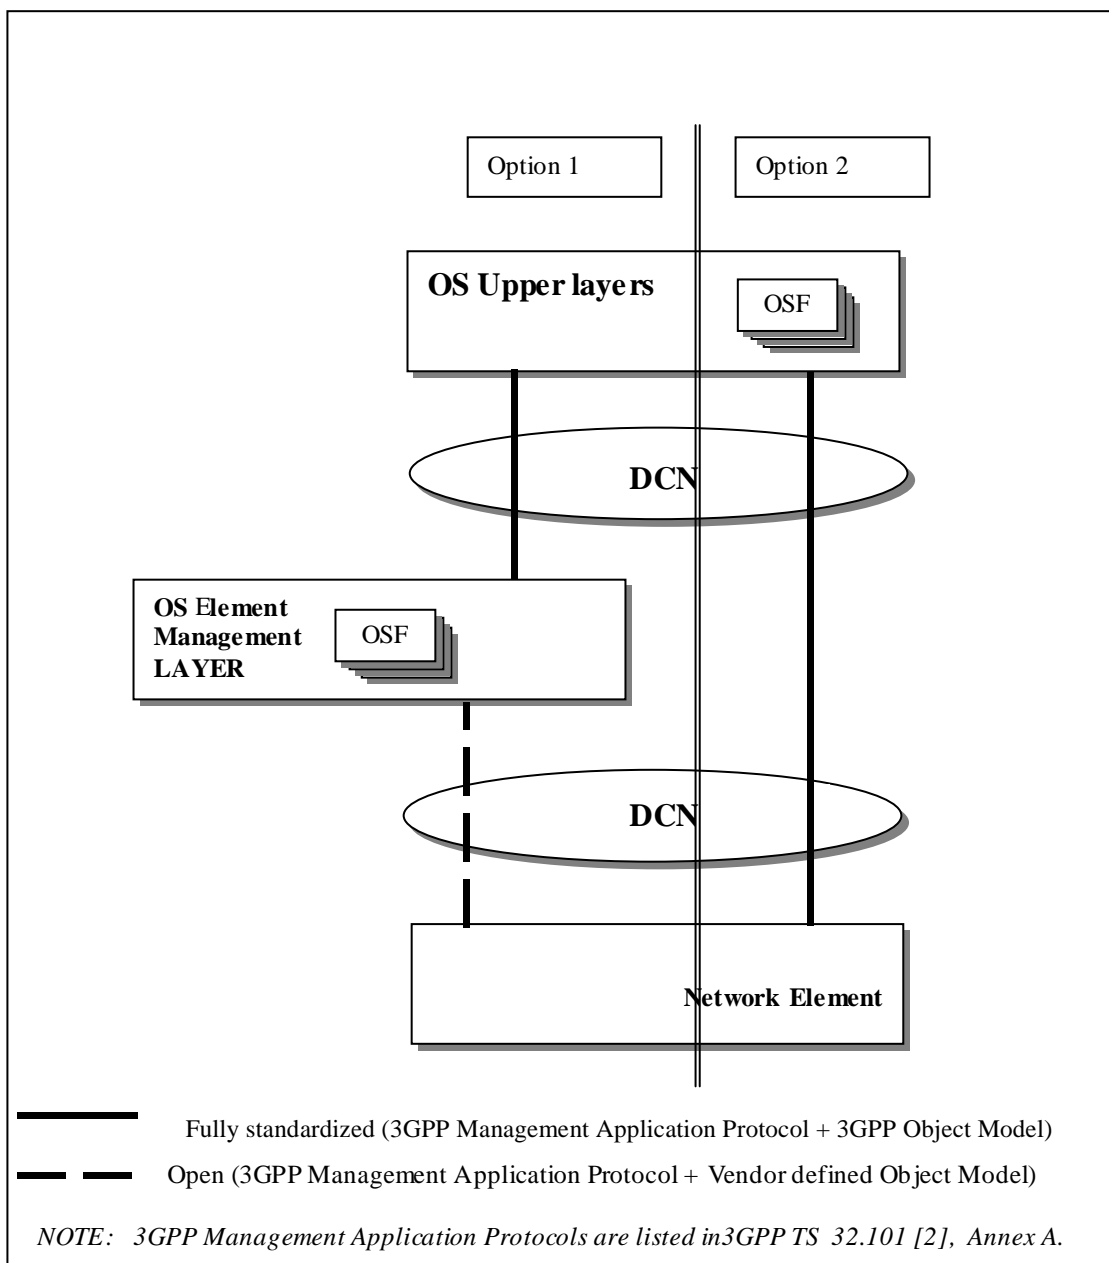 Option 1
Option 2
OS Upper layers
OSF
DCN
OS Element
Management
LAYER
OSF
DCN
Network Element
Fully standardized (3GPP Management Application Protocol + 3GPP Object Model)
Open (3GPP Management Application Protocol + Vendor defined Object Model)
NOTE: 3GPP Management Application Protocols are listed in3GPP TS 32.101 [2], Annex A.